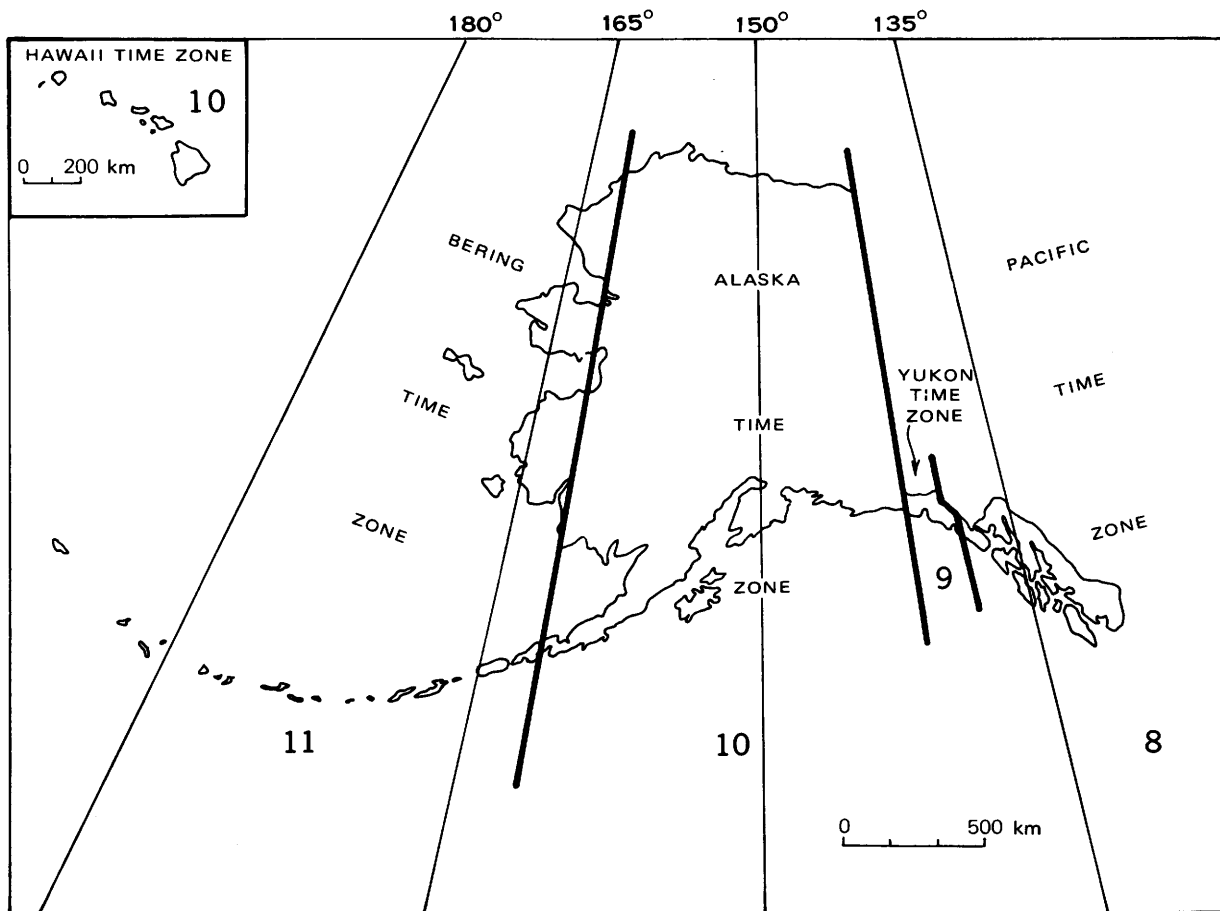 180° 165° 150° 135°
HAWAII TIME ZONE
10
0 200 km
BERING
TIME
ZONE
ALASKA
TIME
ZONE
YUKON
TIME
ZONE
PACIFIC
TIME
ZONE
9
11
10
8
0 500 km